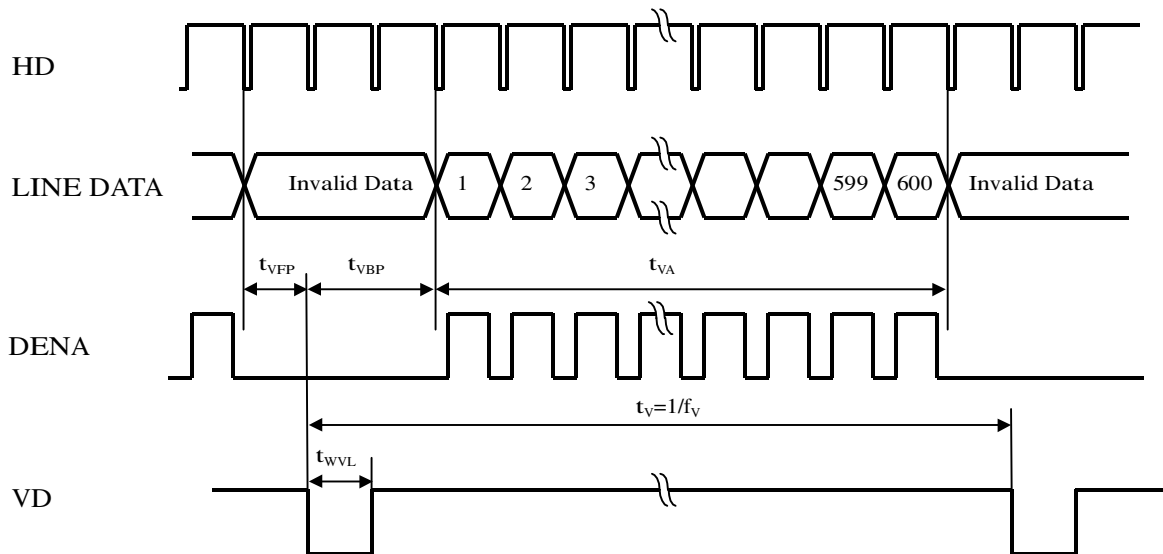 HD
LINE DATA
Invalid Data 1 2 3 599 600 Invalid Data
tVFP tVBP tVA
DENA
tV=1/fV
tWVL
VD